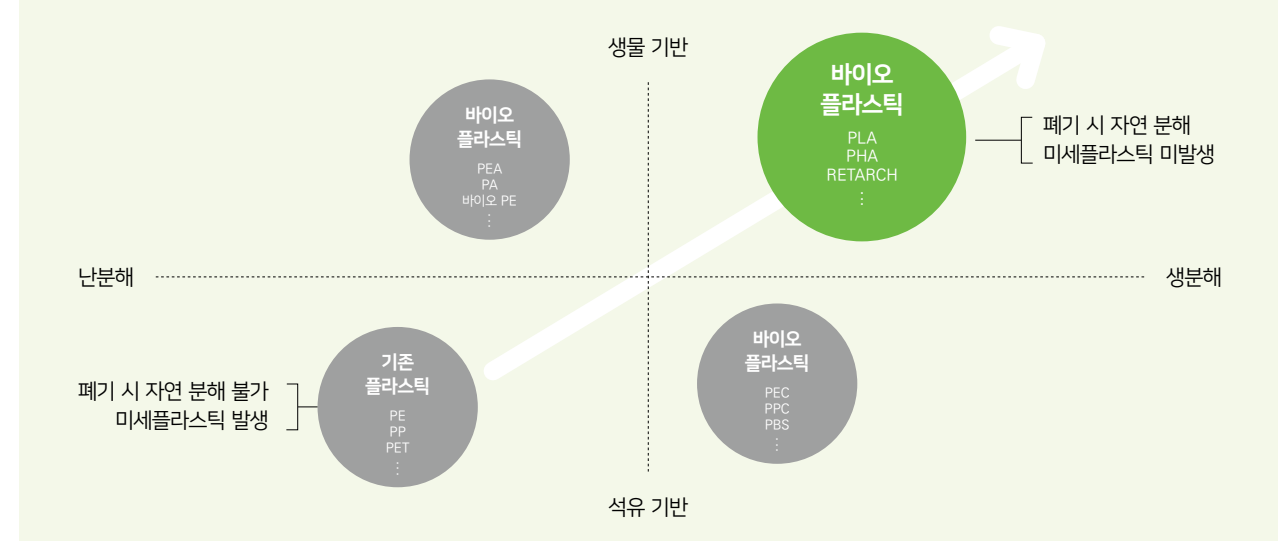 생물 기반
바이오
플라스틱
PEA
PA
바이오 PE
⋮
바이오
플라스틱
PLA
PHA
RETARCH
⋮
폐기 시 자연 분해
미세플라스틱 미발생
난분해
생분해
폐기 시 자연 분해 불가
미세플라스틱 발생
기존
플라스틱
PE
PP
PET
⋮
바이오
플라스틱
PEC
PPC
PBS
⋮
석유 기반